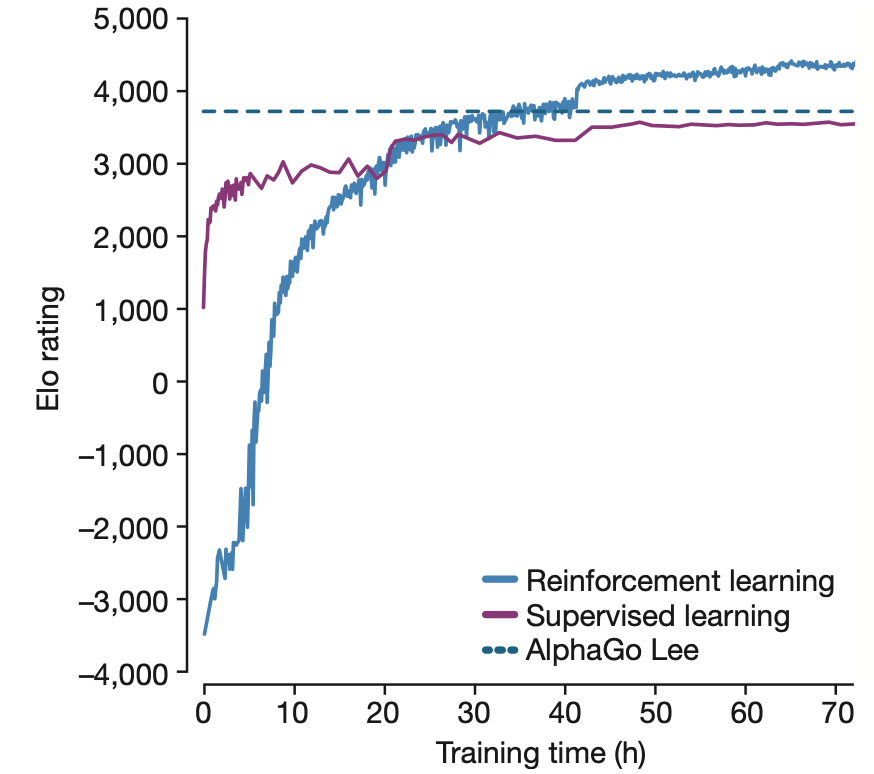 5,000
4,000
3,000
2,000
1,000
0
−1,000
−2,000
−3,000
−4,000
Elo rating
Reinforcement learning
Supervised learning
AlphaGo Lee
0 10 20 30 40 50 60 70
Training time (h)